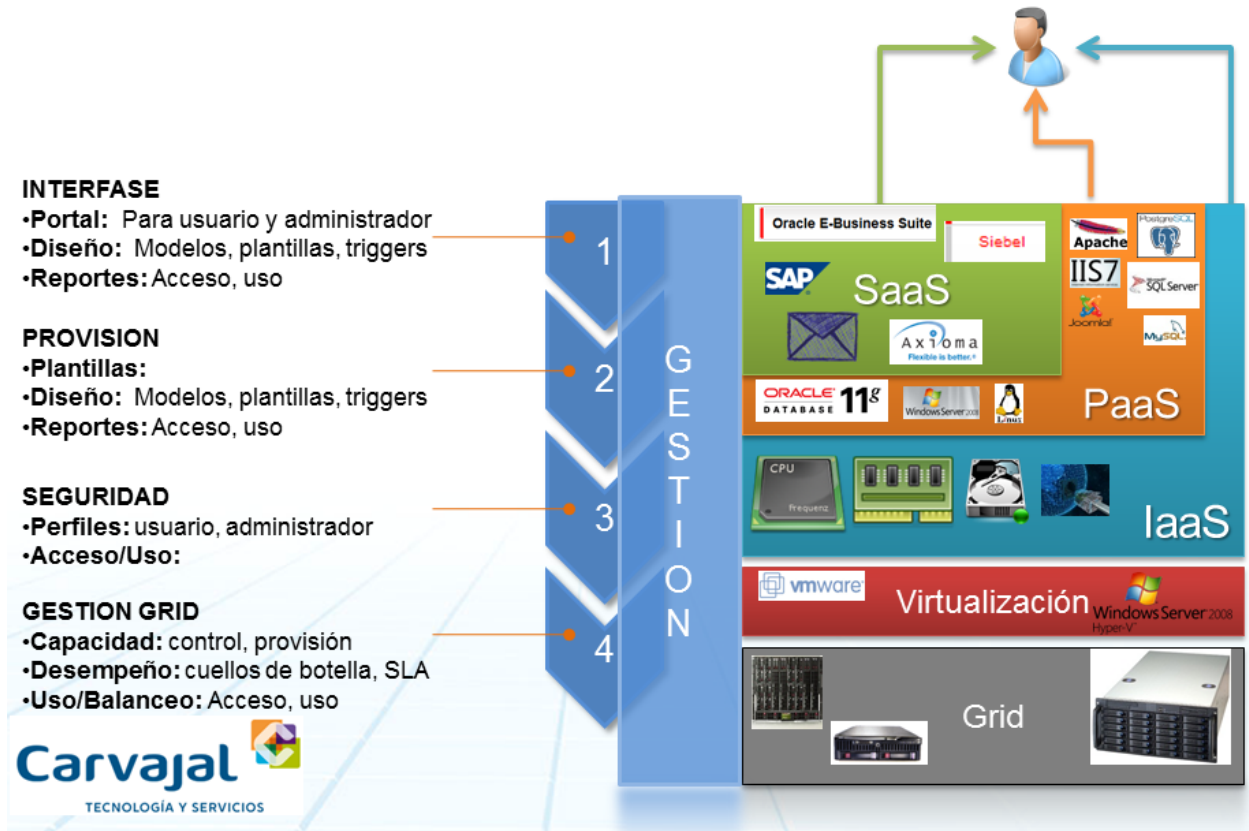 INTERFASE
•Portal: Para usuario y administrador
•Diseño: Modelos, plantillas, triggers
•Reportes: Acceso, uso
PROVISION
•Plantillas:
•Diseño: Modelos, plantillas, triggers
•Reportes: Acceso, uso
SEGURIDAD
•Perfiles: usuario, administrador
•Acceso/Uso:
GESTION GRID
•Capacidad: control, provisión
•Desempeño: cuellos de botella, SLA
•Uso/Balanceo: Acceso, uso
Carvajal
TECNOLOGÍA Y SERVICIOS
1
2
3
4
GESTION
Oracle E-Business Suite
Siebel
SAP
SaaS
Axioma
Flexible is better.
Apache
PostgreSQL
IIS7
Microsoft
SQL Server
Joomla!
MySQL
ORACLE
DATABASE 11g
Windows Server 2008
Linux
PaaS
CPU
Frequenz
IaaS
vmware
Virtualización
Windows Server 2008
Hyper-V
Grid